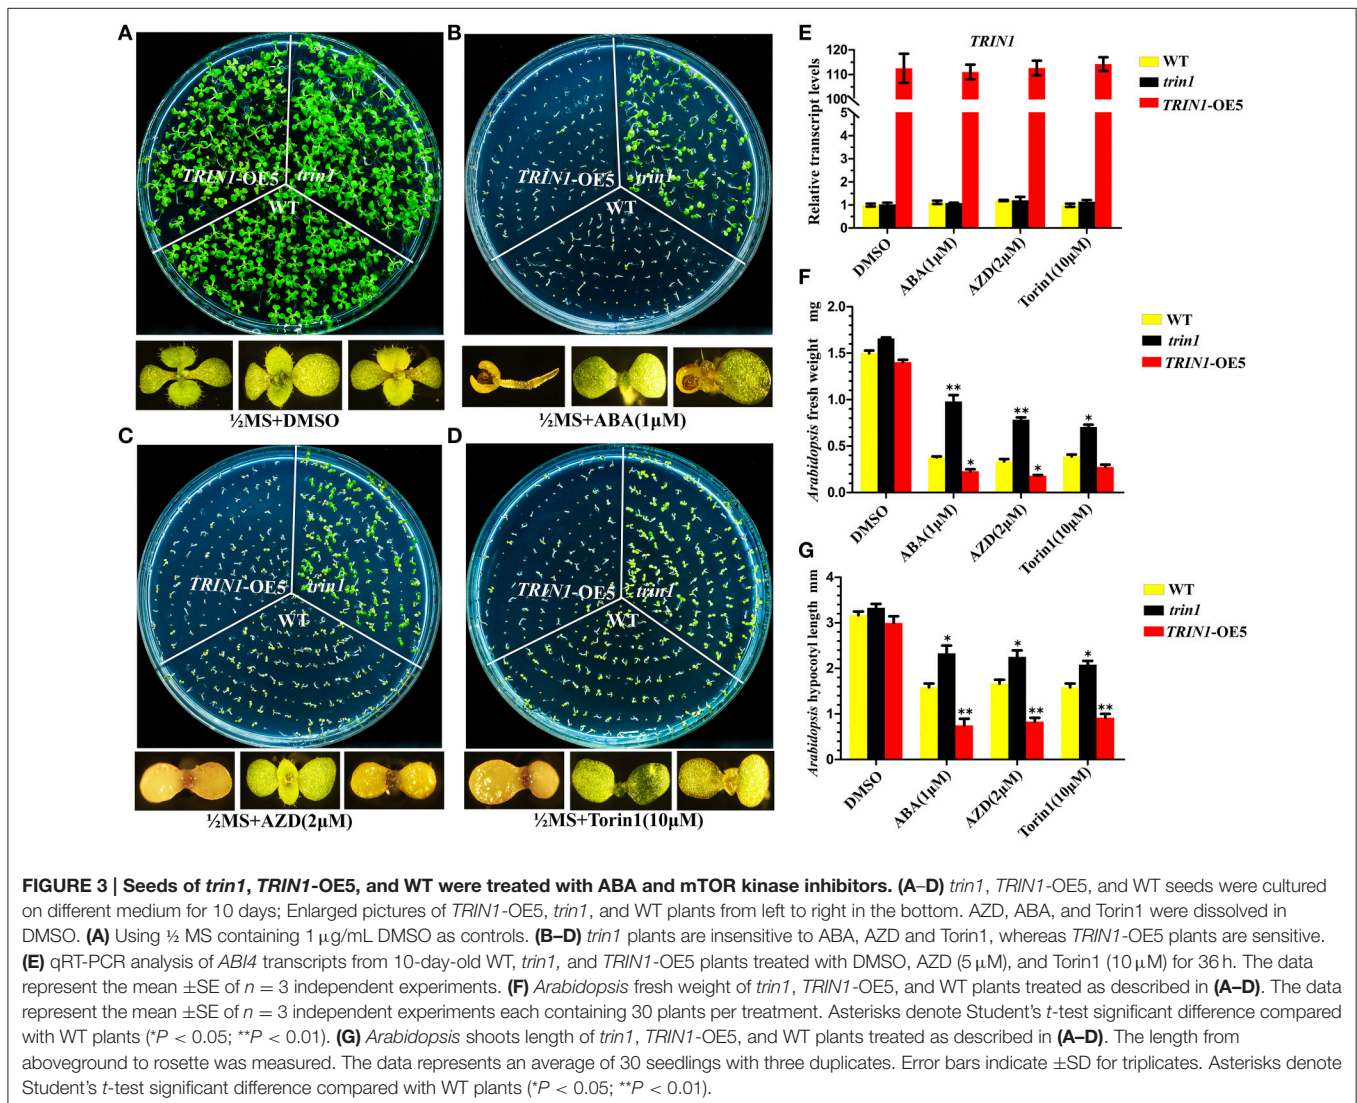 A
TRIN1-OE5
trin1
WT
½MS+DMSO
B
TRIN1-OE5
trin1
WT
½MS+ABA(1μM)
C
TRIN1-OE5
trin1
WT
½MS+AZD(2μM)
D
TRIN1-OE5
trin1
WT
½MS+Torin1(10μM)
E
TRIN1
Relative transcript levels
120
110
100
5
4
3
2
1
0
DMSO
ABA(1μM)
AZD(2μM)
Torin1(10μM)
WT
trin1
TRIN1-OE5
F
Arabidopsis fresh weight mg
2.0
1.5
1.0
0.5
0.0
**
*
**
*
*
DMSO
ABA(1μM)
AZD(2μM)
Torin1(10μM)
WT
trin1
TRIN1-OE5
G
Arabidopsis hypocotyl length mm
4
3
2
1
0
*
**
*
**
*
**
DMSO
ABA(1μM)
AZD(2μM)
Torin1(10μM)
WT
trin1
TRIN1-OE5
FIGURE 3 | Seeds of trin1, TRIN1-OE5, and WT were treated with ABA and mTOR kinase inhibitors. (A–D) trin1, TRIN1-OE5, and WT seeds were cultured
on different medium for 10 days; Enlarged pictures of TRIN1-OE5, trin1, and WT plants from left to right in the bottom. AZD, ABA, and Torin1 were dissolved in
DMSO. (A) Using ½ MS containing 1 μg/mL DMSO as controls. (B–D) trin1 plants are insensitive to ABA, AZD and Torin1, whereas TRIN1-OE5 plants are sensitive.
(E) qRT-PCR analysis of ABI4 transcripts from 10-day-old WT, trin1, and TRIN1-OE5 plants treated with DMSO, AZD (5 μM), and Torin1 (10 μM) for 36 h. The data
represent the mean ±SE of n = 3 independent experiments. (F) Arabidopsis fresh weight of trin1, TRIN1-OE5, and WT plants treated as described in (A–D). The data
represent the mean ±SE of n = 3 independent experiments each containing 30 plants per treatment. Asterisks denote Student's t-test significant difference compared
with WT plants (*P < 0.05; **P < 0.01). (G) Arabidopsis shoots length of trin1, TRIN1-OE5, and WT plants treated as described in (A–D). The length from
aboveground to rosette was measured. The data represents an average of 30 seedlings with three duplicates. Error bars indicate ±SD for triplicates. Asterisks denote
Student's t-test significant difference compared with WT plants (*P < 0.05; **P < 0.01).